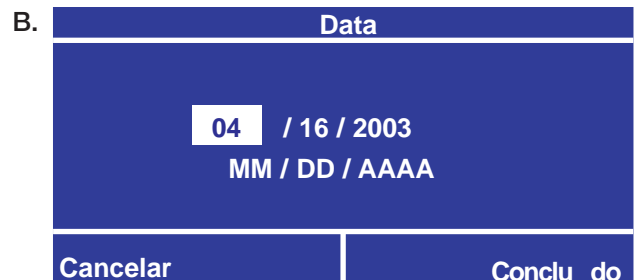 B.
Data
04 / 16 / 2003
MM / DD / AAAA
Cancelar
Conclu do